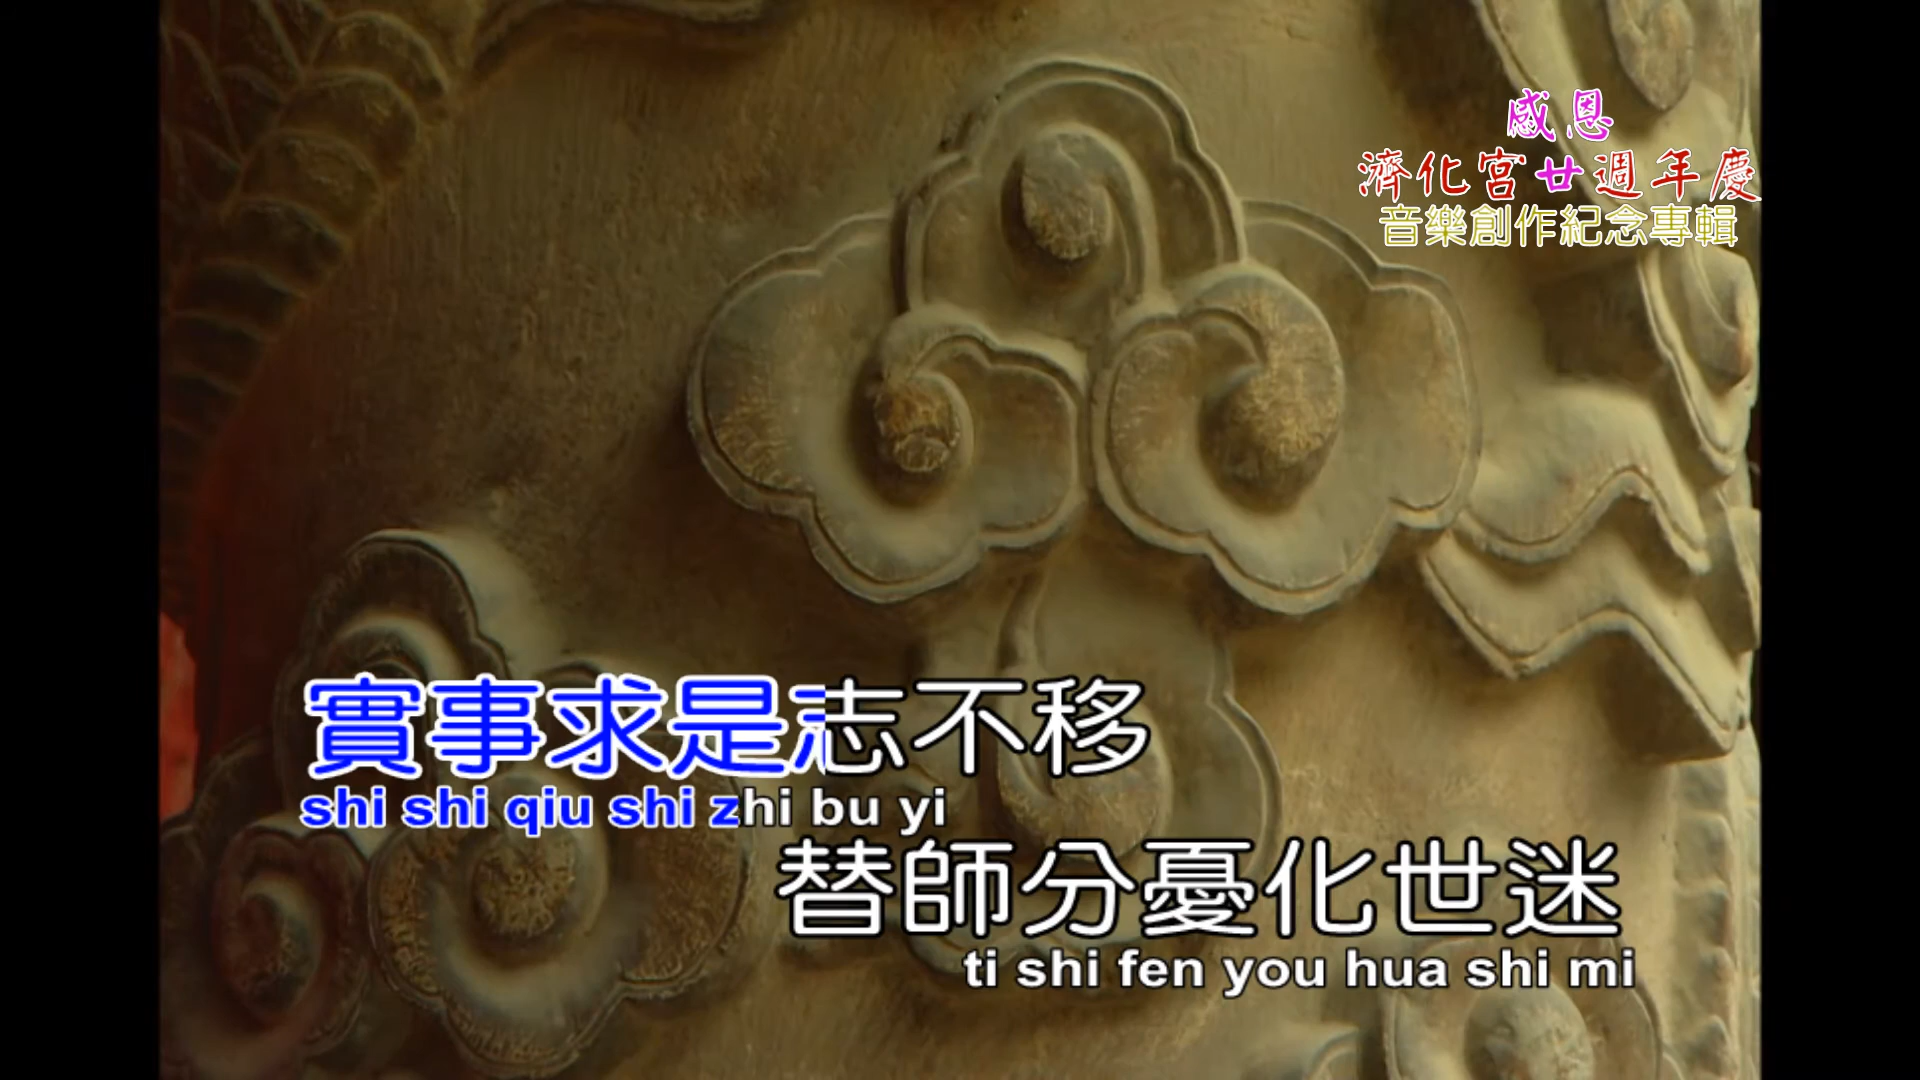 感恩
濟化宮廿週年慶
音樂創作紀念專輯
實事求是志不移
shi shi qiu shi zhi bu yi
替師分憂化世迷
ti shi fen you hua shi mi